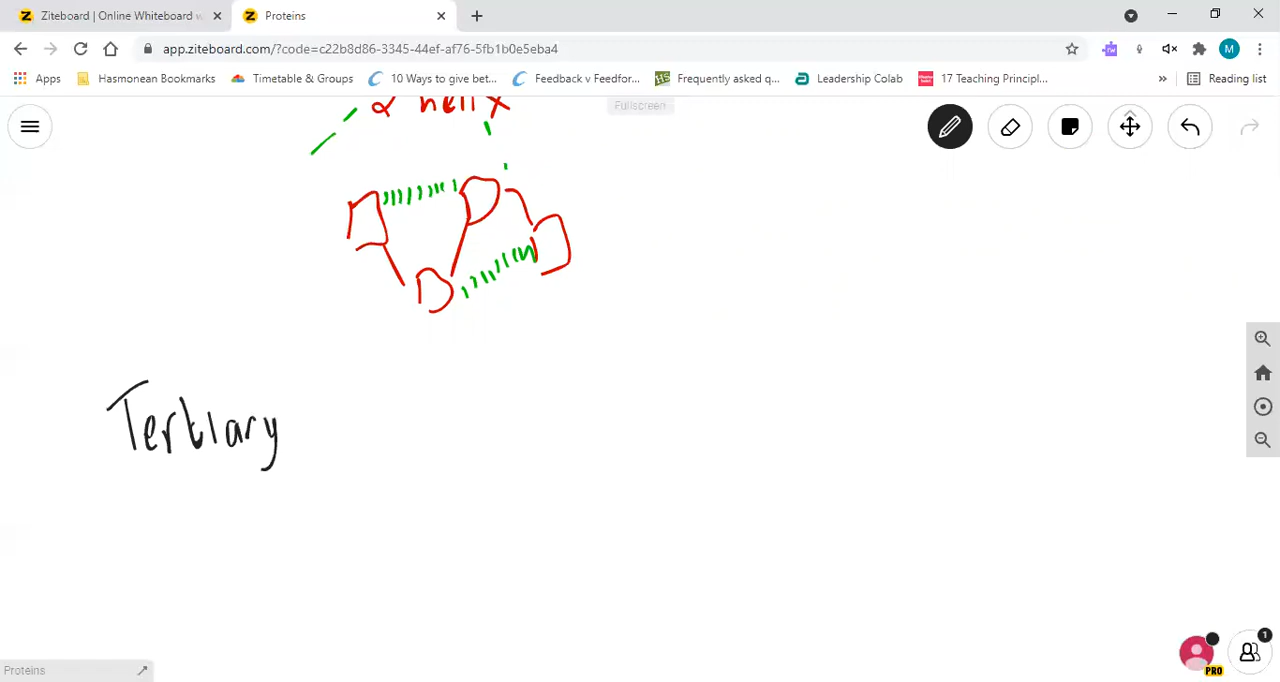 Ziteboard | Online Whiteboard w
Proteins
app.ziteboard.com/?code=c22b8d86-3345-44ef-af76-5fb1b0e5eba4
M
Apps
Hasmonean Bookmarks
Timetable & Groups
10 Ways to give bet...
Feedback v Feedfor...
Frequently asked q...
Leadership Colab
17 Teaching Principl...
»
Reading list
Fullscreen
α helix
Tertiary
Proteins
PRO
1